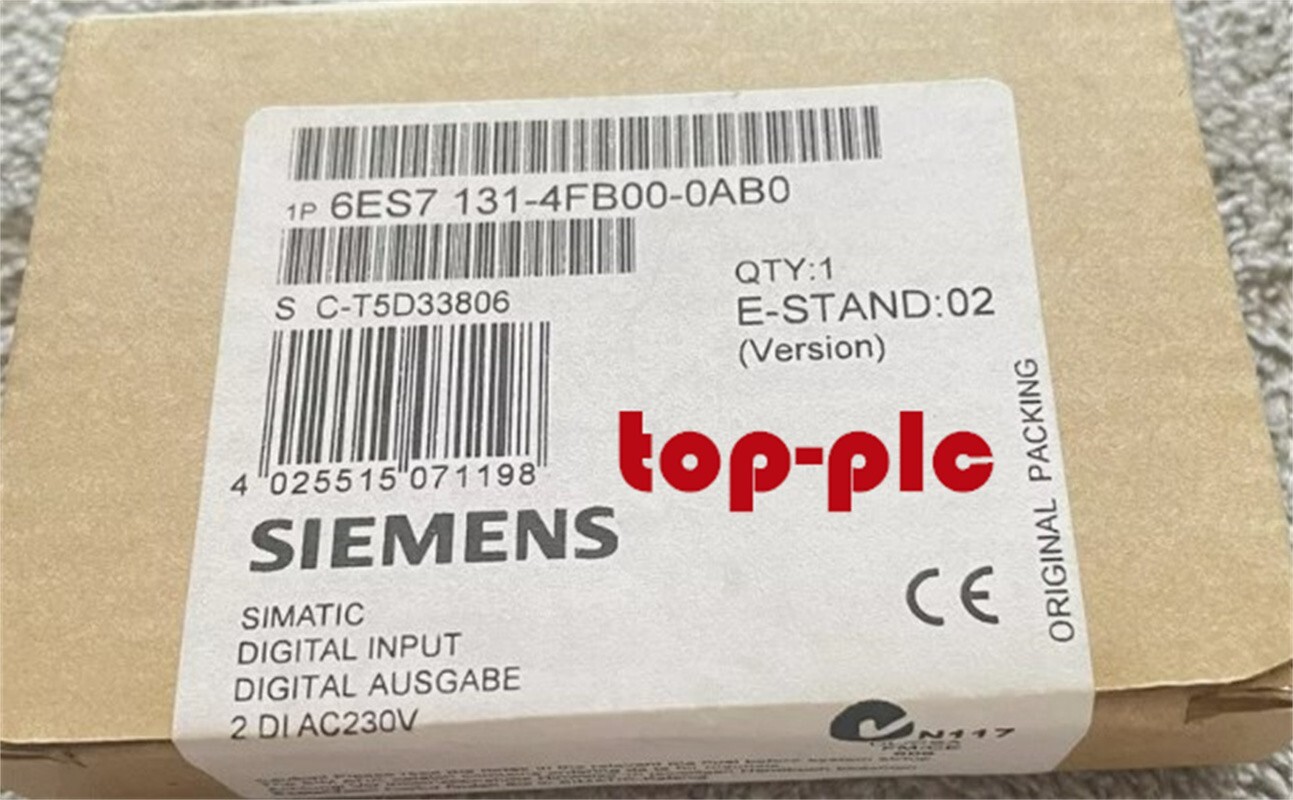 1P 6ES7 131-4FB00-0AB0
S C-T5D33806
QTY:1
E-STAND:02
(Version)
4 025515 071198
top-plc
SIEMENS
ORIGINAL PACKING
CE
SIMATIC
DIGITAL INPUT
DIGITAL AUSGABE
2 DI AC230V
N117